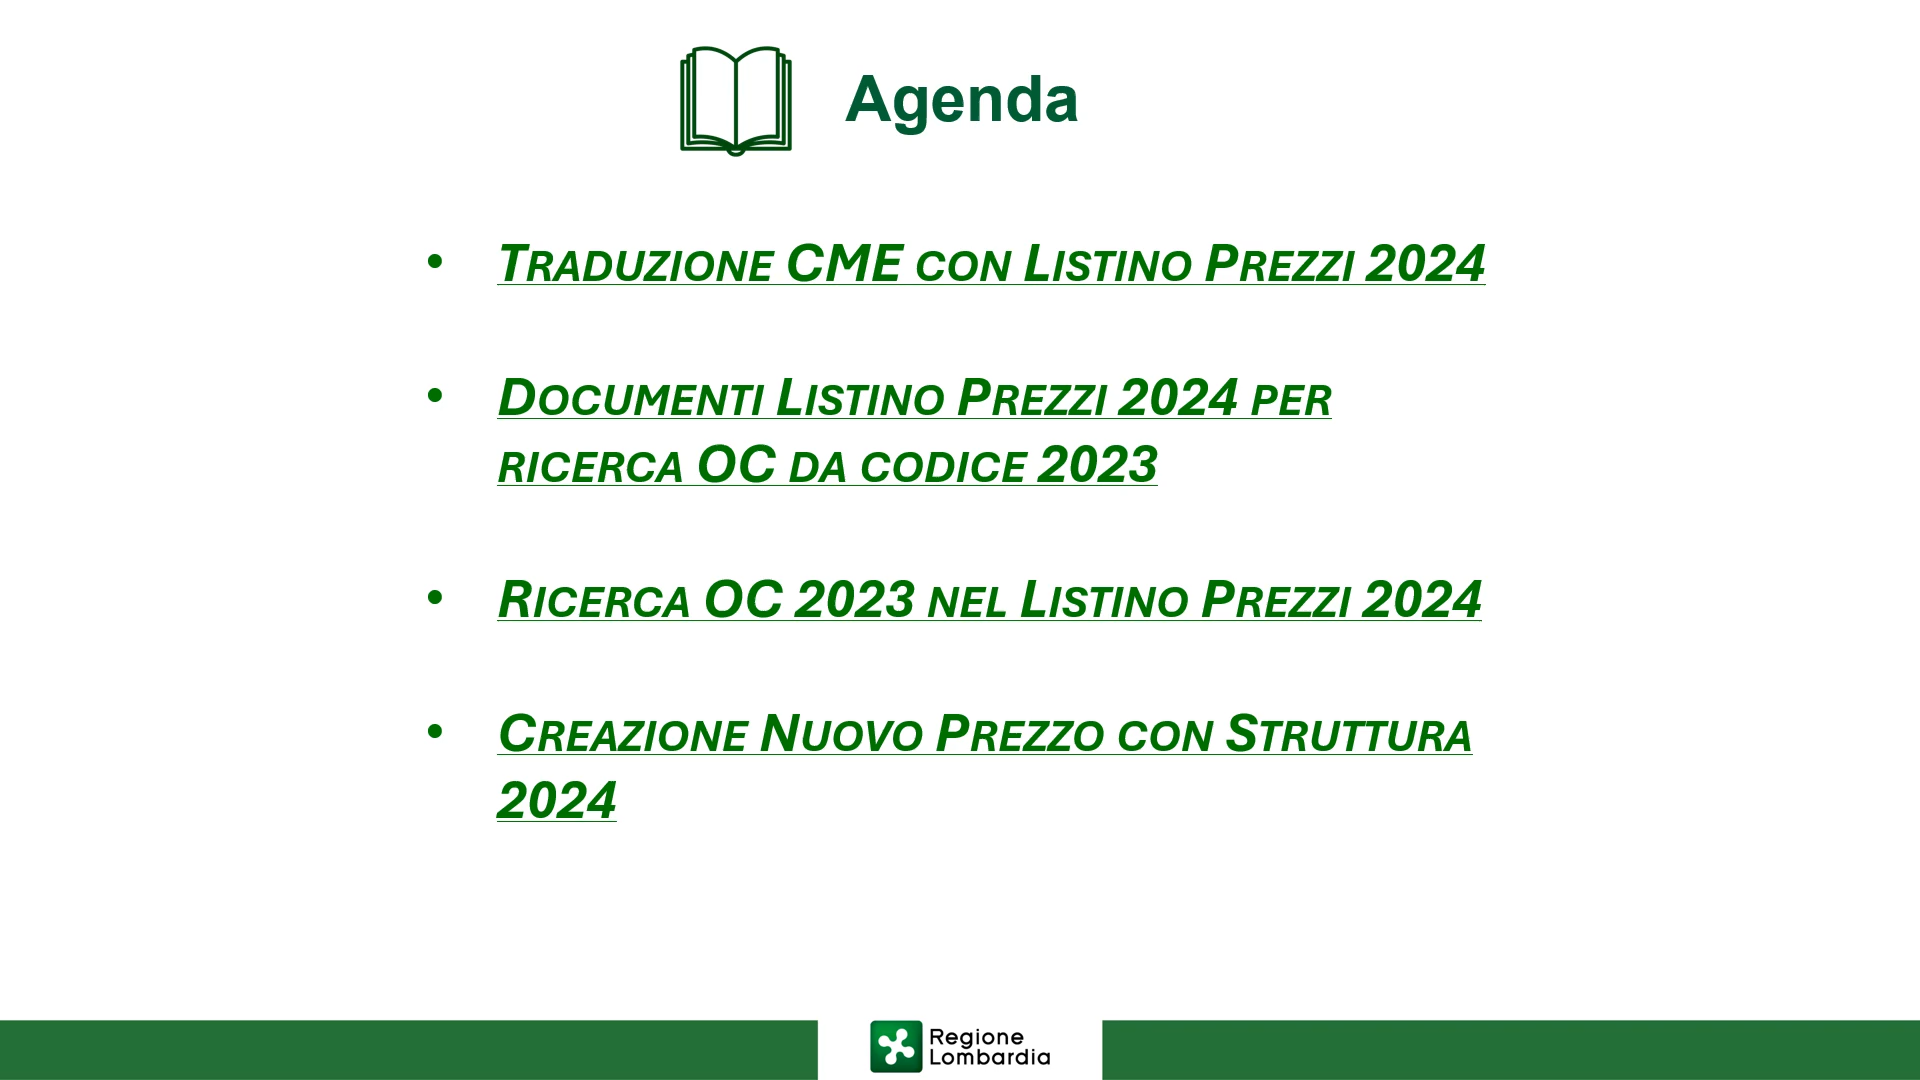 Agenda
• Traduzione CME con Listino Prezzi 2024
• Documenti Listino Prezzi 2024 per
ricerca OC da codice 2023
• Ricerca OC 2023 nel Listino Prezzi 2024
• Creazione Nuovo Prezzo con Struttura
2024
Regione
Lombardia